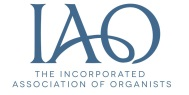 IAO
THE INCORPORATED
ASSOCIATION OF ORGANISTS